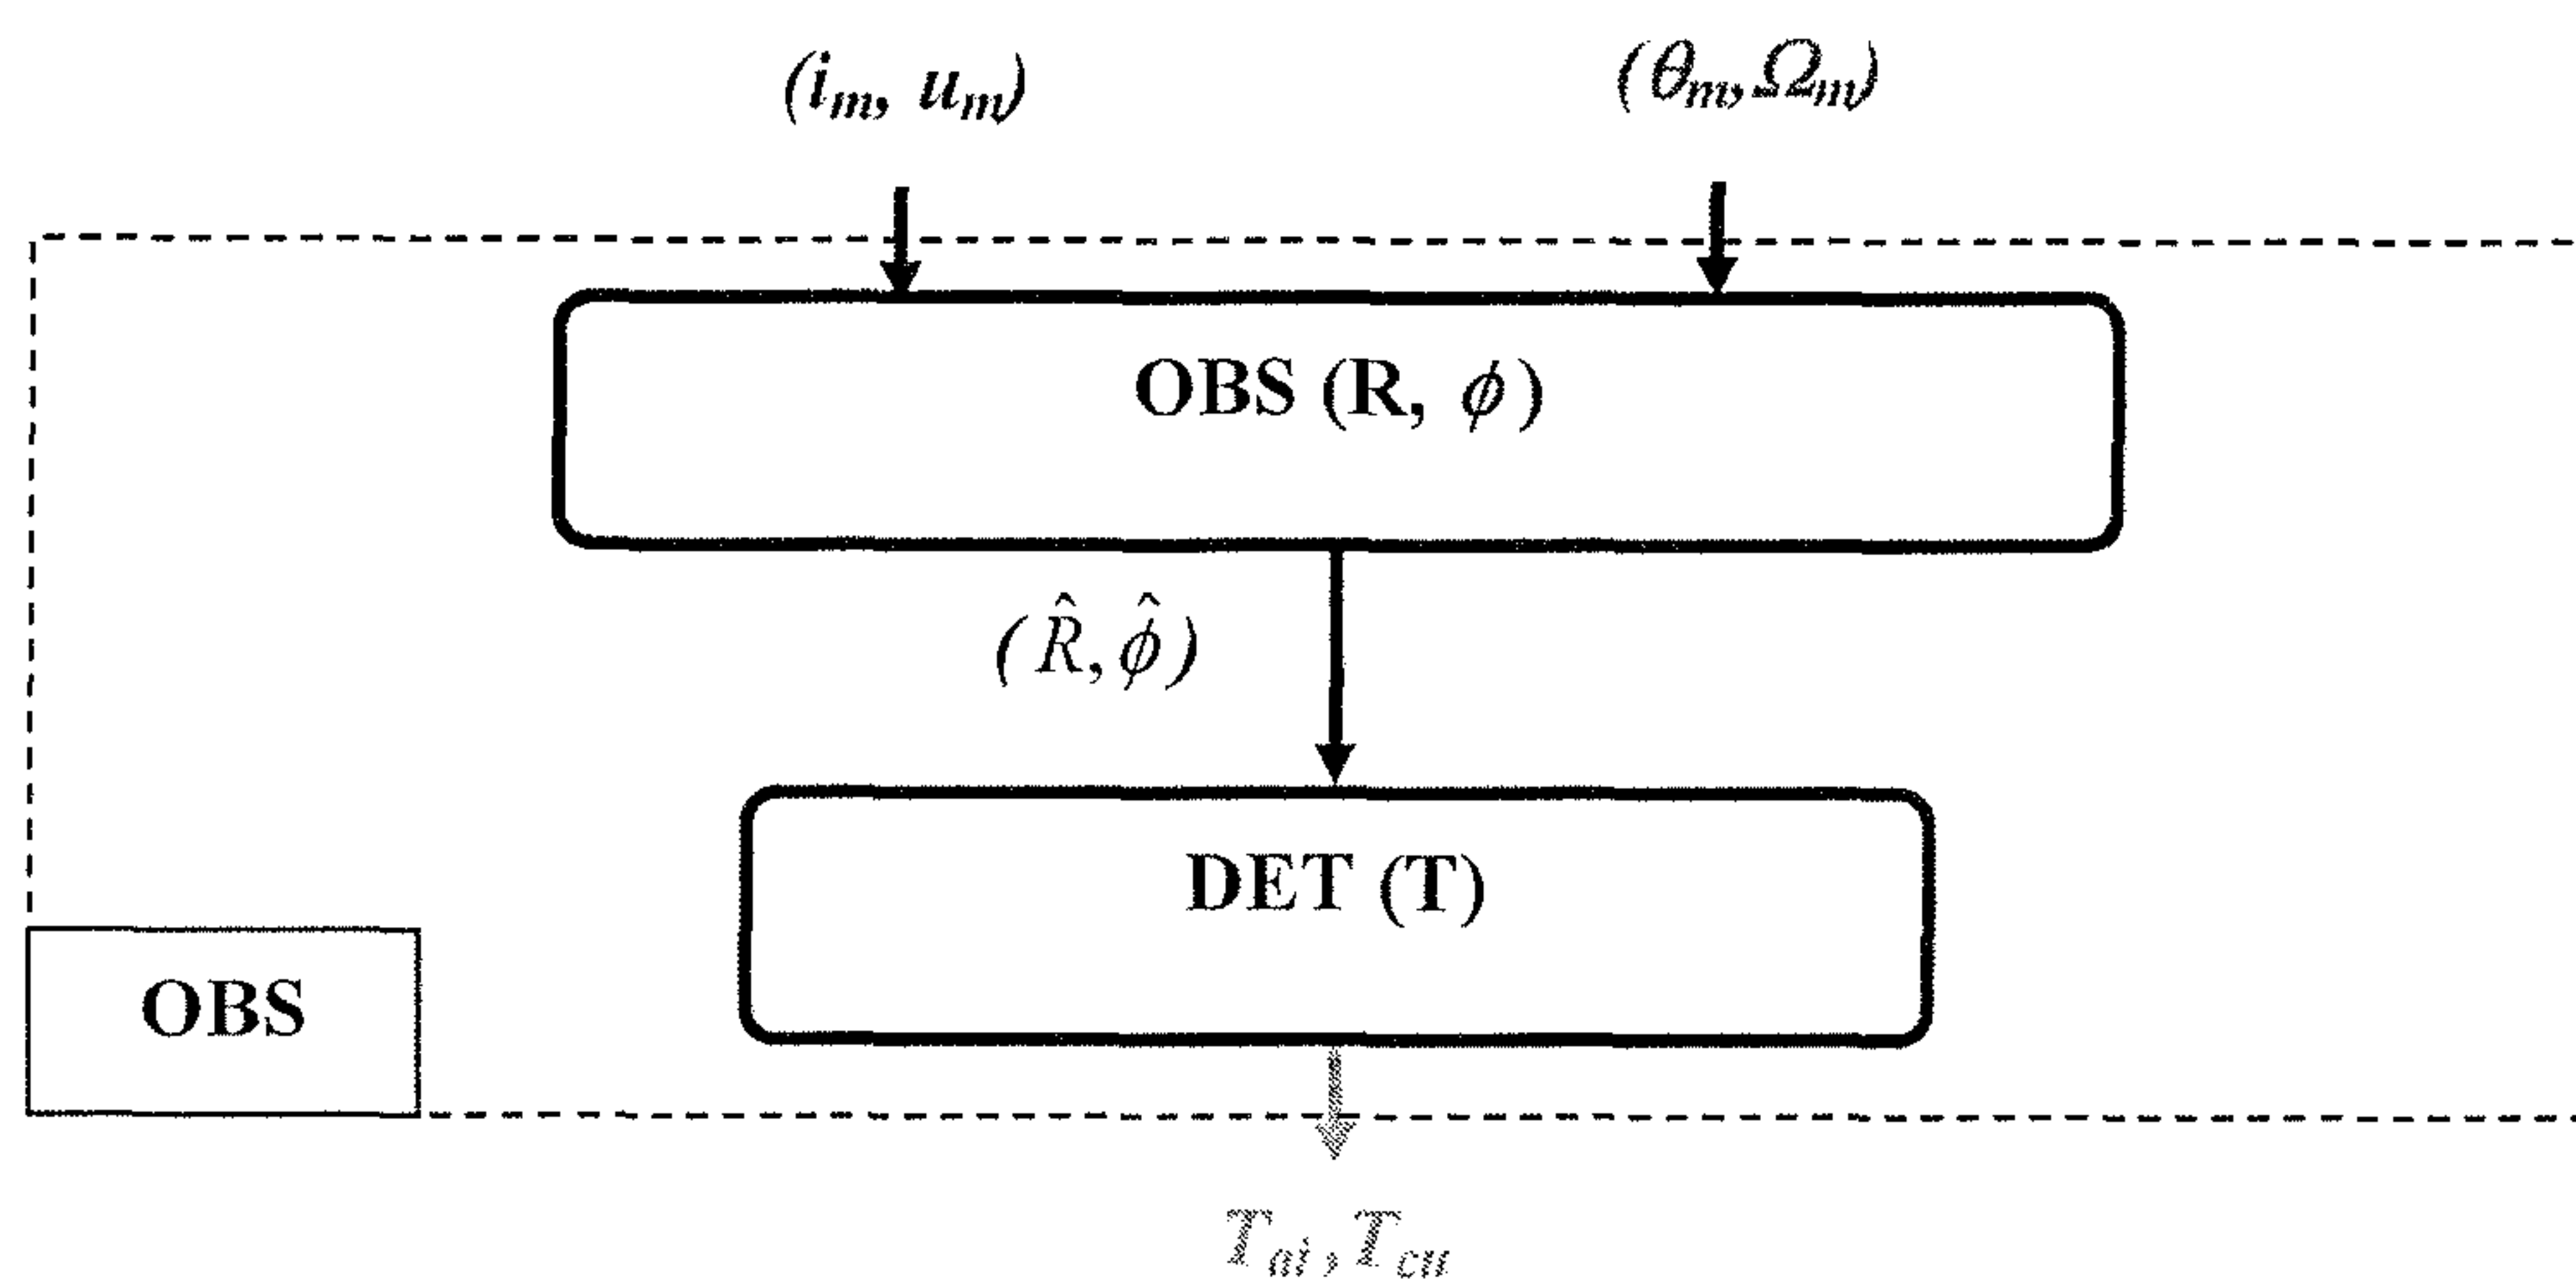 (i_m, u_m) (θ_m, Ω_m)
OBS (R, ϕ)
(R̂, ϕ̂)
DET (T)
OBS
T_ai, T_cu